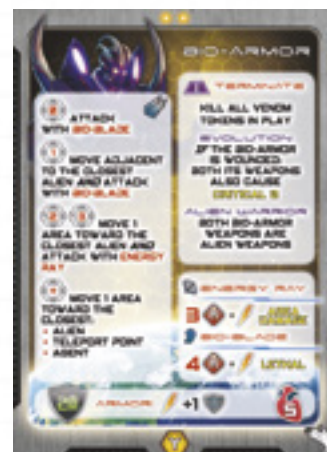 BIO-ARMOR
2 ATTACK
WITH BIO-BLADE
1 MOVE ADJACENT
TO THE CLOSEST
ALIEN AND ATTACK
WITH BIO-BLADE
MOVE 1
AREA TOWARD THE
CLOSEST ALIEN AND
ATTACK WITH ENERGY
RAY
MOVE 1 AREA
TOWARD THE
CLOSEST:
• ALIEN
• TELEPORT POINT
• AGENT
TERMINATE
KILL ALL VENOM
TOKENS IN PLAY
EVOLUTION
IF THE BIO-ARMOR
IS WOUNDED,
BOTH ITS WEAPONS
ALSO CAUSE
CRITICAL 2
ALIEN WARRIOR
BOTH BIO-ARMOR
WEAPONS ARE
ALIEN WEAPONS
ENERGY RAY
3
DAMAGE
BIO-BLADE
4 LETHAL
ARMOR +1
5